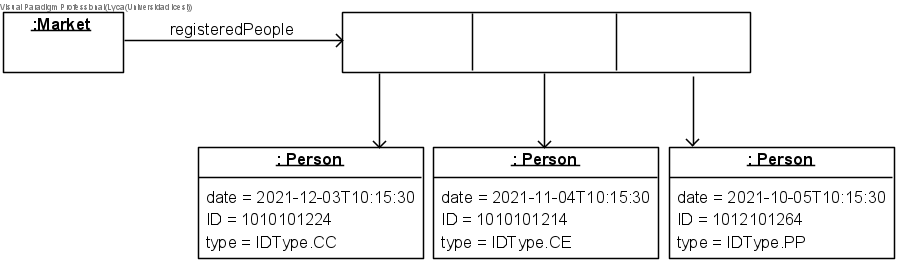 Visual Paradigm Professional(Lyca(Universidad Icesi))
:Market
registeredPeople
: Person
date = 2021-12-03T10:15:30
ID = 1010101224
type = IDType.CC
: Person
date = 2021-11-04T10:15:30
ID = 1010101214
type = IDType.CE
: Person
date = 2021-10-05T10:15:30
ID = 1012101264
type = IDType.PP